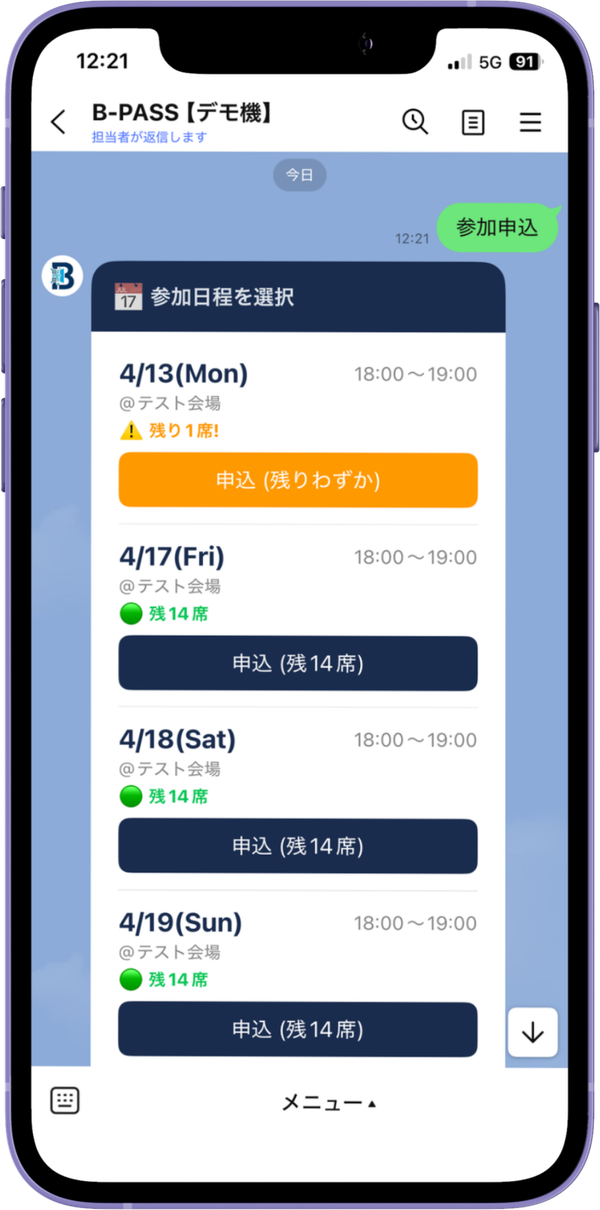 12:21
5G
91
B-PASS【デモ機】
担当者が返信します
今日
12:21
参加申込
B
17 参加日程を選択
4/13(Mon)
18:00〜19:00
@テスト会場
残り1席!
申込 (残りわずか)
4/17(Fri)
18:00〜19:00
@テスト会場
残14席
申込 (残14席)
4/18(Sat)
18:00〜19:00
@テスト会場
残14席
申込 (残14席)
4/19(Sun)
18:00〜19:00
@テスト会場
残14席
申込 (残14席)
メニュー▲